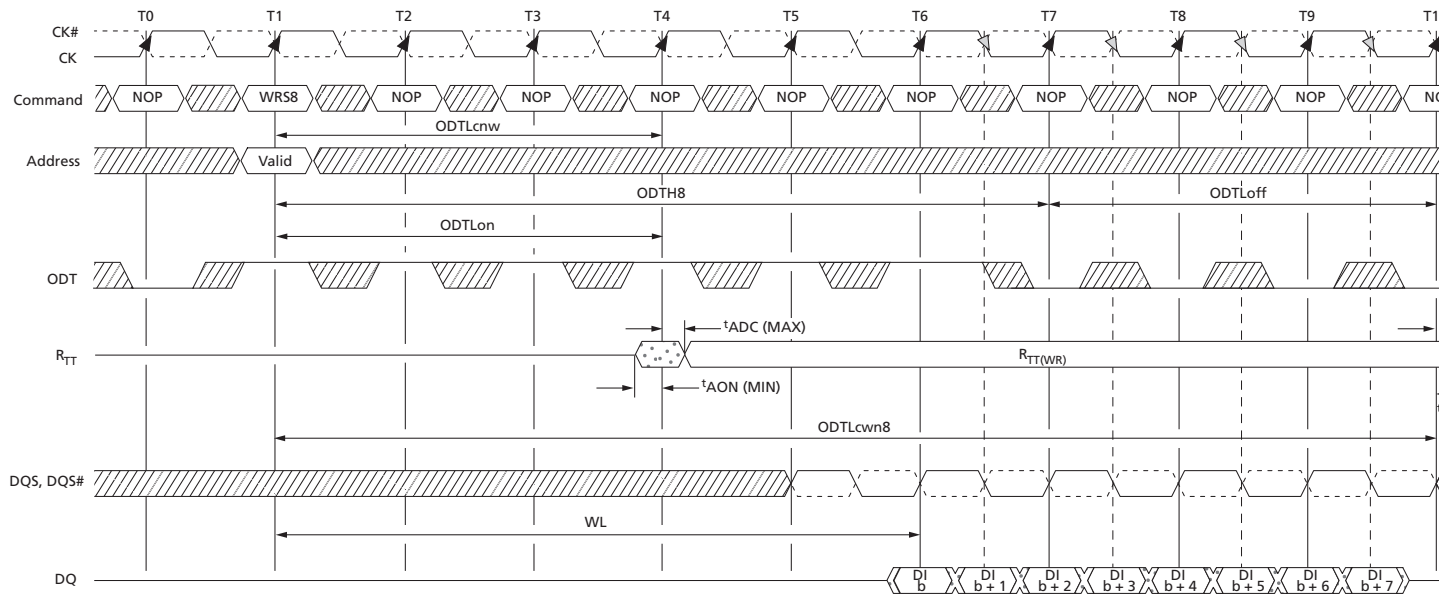 T0 T1 T2 T3 T4 T5 T6 T7 T8 T9
CK#
CK
Command NOP WRS8 NOP NOP NOP NOP NOP NOP NOP NOP
ODTLcnw
Address Valid
ODTH8 ODTLoff
ODTLon
ODT
tADC (MAX)
RTT RTT(WR)
tAON (MIN)
ODTLcwn8
DQS, DQS#
WL
DQ DI b DI b + 1 DI b + 2 DI b + 3 DI b + 4 DI b + 5 DI b + 6 DI b + 7